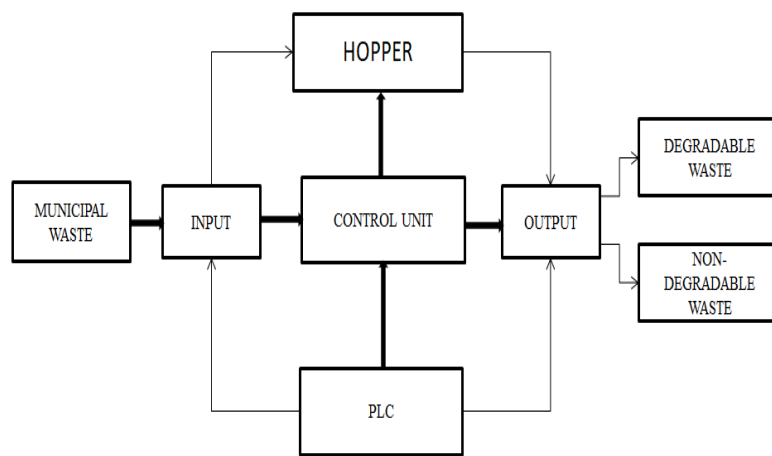 HOPPER
DEGRADABLE
WASTE
MUNICIPAL
WASTE
INPUT
CONTROL UNIT
OUTPUT
NON-
DEGRADABLE
WASTE
PLC